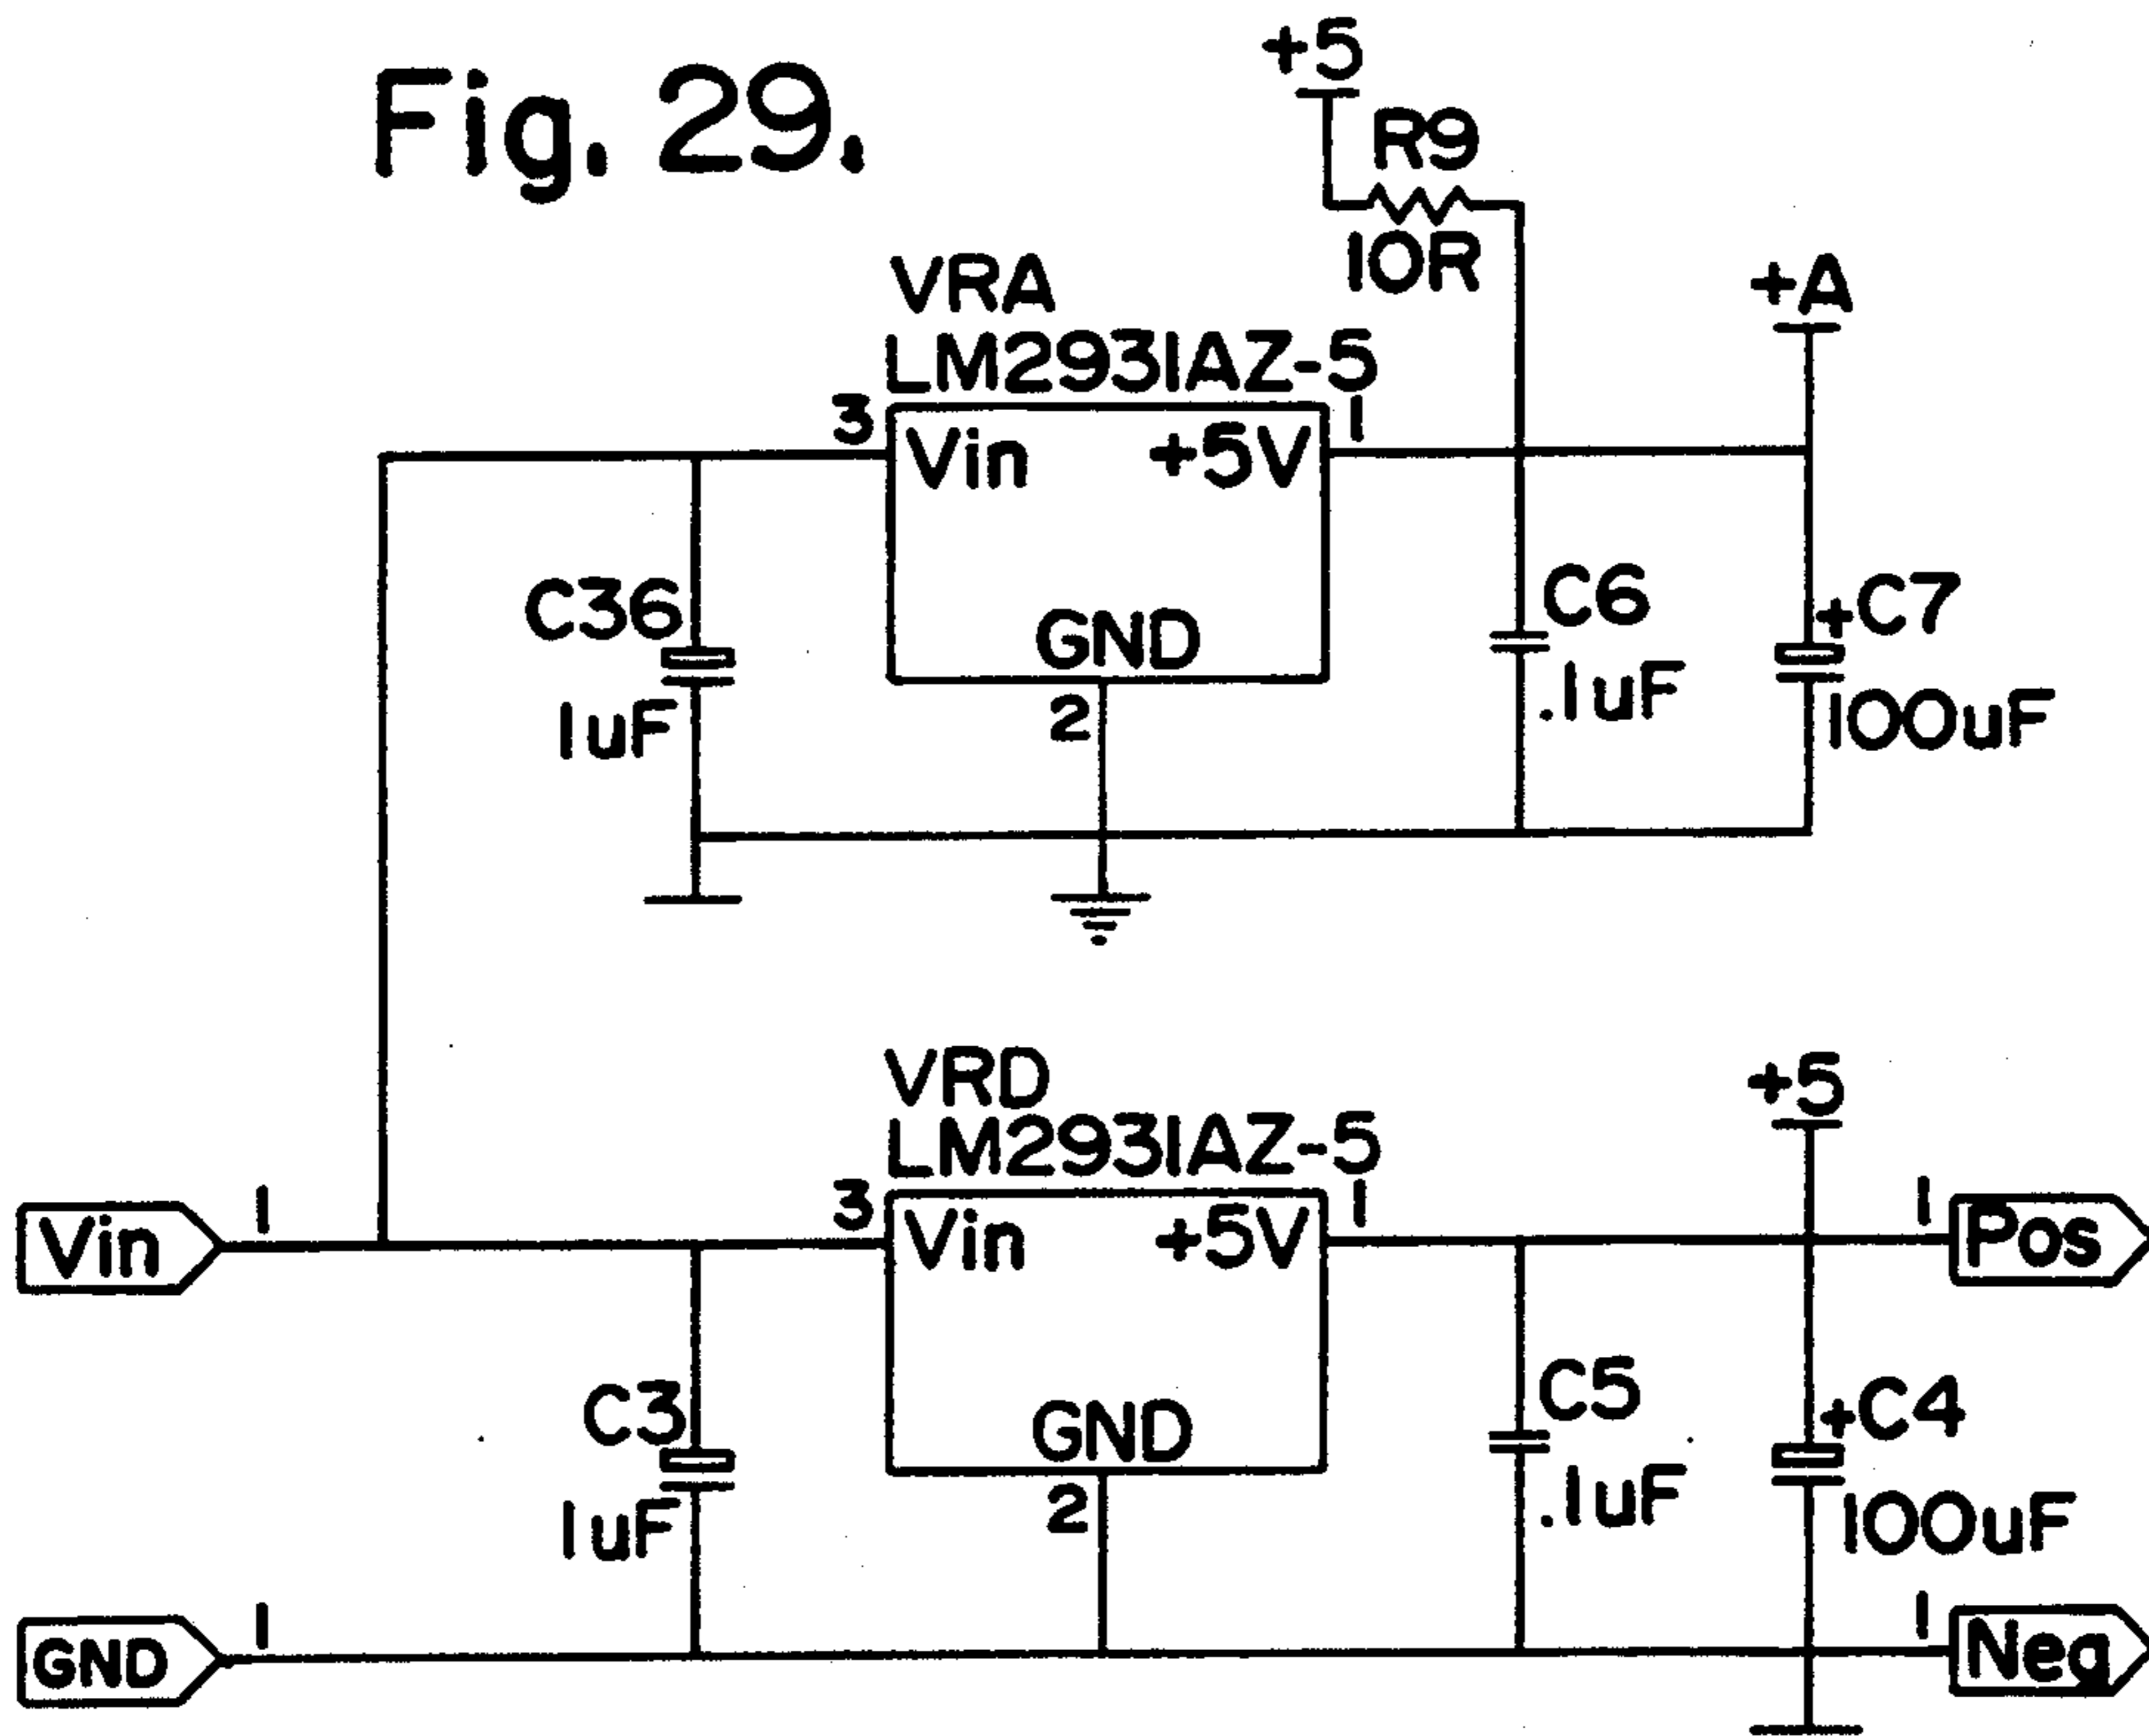 Fig. 29.
+5
R9
10R
VRA
LM2931AZ-5
+A
3
1
Vin
+5V
C36
1uF
GND
2
C6
.1uF
+C7
100uF
VRD
LM2931AZ-5
+5
1
3
1
1
Vin
Vin
+5V
Pos
C3
1uF
GND
2
C5
.1uF
+C4
100uF
1
1
GND
Neg